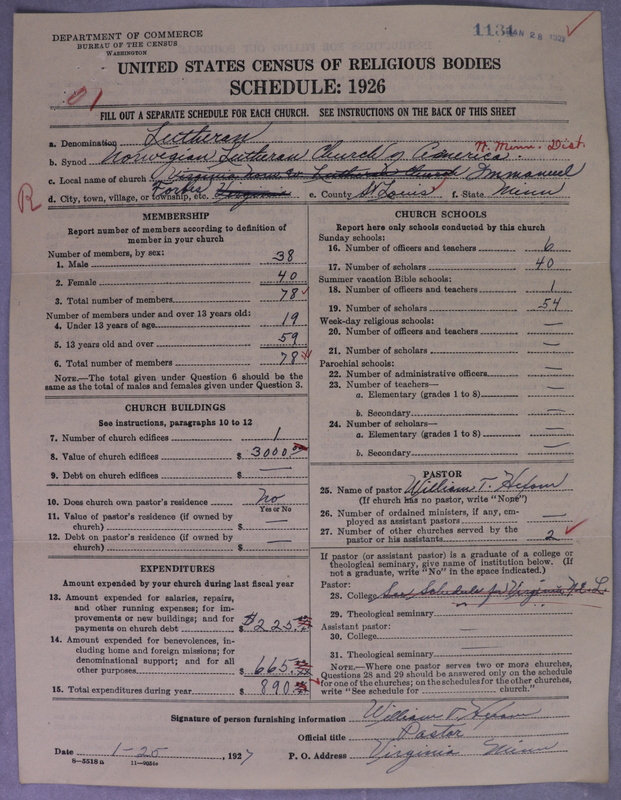 DEPARTMENT OF COMMERCE
BUREAU OF THE CENSUS
WASHINGTON
1131 JAN 28
UNITED STATES CENSUS OF RELIGIOUS BODIES
SCHEDULE: 1926
FILL OUT A SEPARATE SCHEDULE FOR EACH CHURCH. SEE INSTRUCTIONS ON THE BACK OF THIS SHEET
a. Denomination Lutheran
b. Synod Norwegian Lutheran Church of America. N. Minn. Dist.
c. Local name of church Virginia Norw. Ev. Lutheran Church Immanuel
d. City, town, village, or township, etc. Forbes Virginia e. County St. Louis f. State Minn
R
MEMBERSHIP
Report number of members according to definition of member in your church
Number of members, by sex:
1. Male 38
2. Female 40
3. Total number of members 78
Number of members under and over 13 years old:
4. Under 13 years of age 19
5. 13 years old and over 59
6. Total number of members 78
NOTE.—The total given under Question 6 should be the same as the total of males and females given under Question 3.
CHURCH BUILDINGS
See instructions, paragraphs 10 to 12
7. Number of church edifices 1
8. Value of church edifices $ 3000
9. Debt on church edifices $ —
10. Does church own pastor's residence No
Yes or No
11. Value of pastor's residence (if owned by church) $ —
12. Debt on pastor's residence (if owned by church) $ —
EXPENDITURES
Amount expended by your church during last fiscal year
13. Amount expended for salaries, repairs, and other running expenses; for improvements or new buildings; and for payments on church debt $ 225
14. Amount expended for benevolences, including home and foreign missions; for denominational support; and for all other purposes $ 665
15. Total expenditures during year $ 890
CHURCH SCHOOLS
Report here only schools conducted by this church
Sunday schools:
16. Number of officers and teachers 6
17. Number of scholars 40
Summer vacation Bible schools:
18. Number of officers and teachers 1
19. Number of scholars 54
Week-day religious schools:
20. Number of officers and teachers —
21. Number of scholars —
Parochial schools:
22. Number of administrative officers —
23. Number of teachers—
a. Elementary (grades 1 to 8) —
b. Secondary —
24. Number of scholars—
a. Elementary (grades 1 to 8) —
b. Secondary —
PASTOR
25. Name of pastor William T.
(If church has no pastor, write "None")
26. Number of ordained ministers, if any, employed as assistant pastors —
27. Number of other churches served by the pastor or his assistants 2
If pastor (or assistant pastor) is a graduate of a college or theological seminary, give name of institution below. (If not a graduate, write "No" in the space indicated.)
Pastor:
28. College See Schedule for Virginia N.E.L.
29. Theological seminary
Assistant pastor:
30. College
31. Theological seminary —
NOTE.—Where one pastor serves two or more churches, Questions 28 and 29 should be answered only on the schedule for one of the churches; on the schedules for the other churches, write "See schedule for church."
Signature of person furnishing information William T.
Official title Pastor
Date 1-25, 1927 P. O. Address Virginia Minn
8—5518a